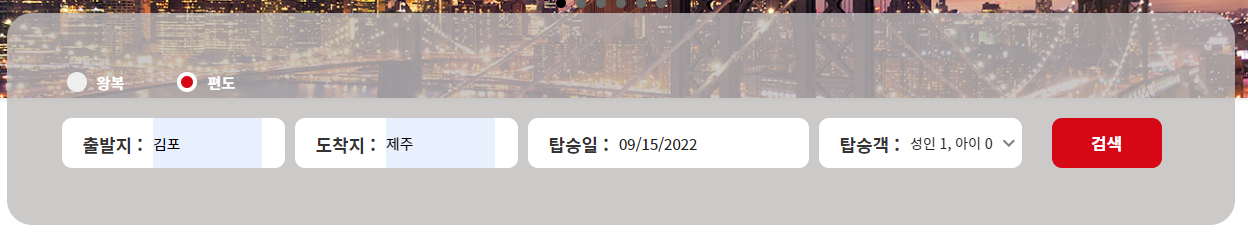 왕복 편도
출발지 : 김포 도착지 : 제주 탑승일 : 09/15/2022 탑승객 : 성인 1, 아이 0 검색